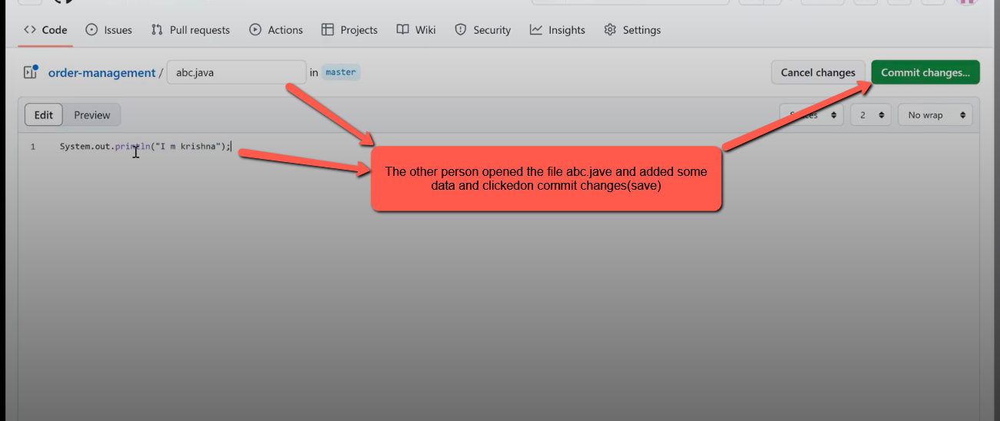 Code Issues Pull requests Actions Projects Wiki Security Insights Settings
order-management / abc.java in master Cancel changes Commit changes...
Edit Preview 2 No wrap
1 System.out.println("I m krishna");
The other person opened the file abc.jave and added some
data and clickedon commit changes(save)